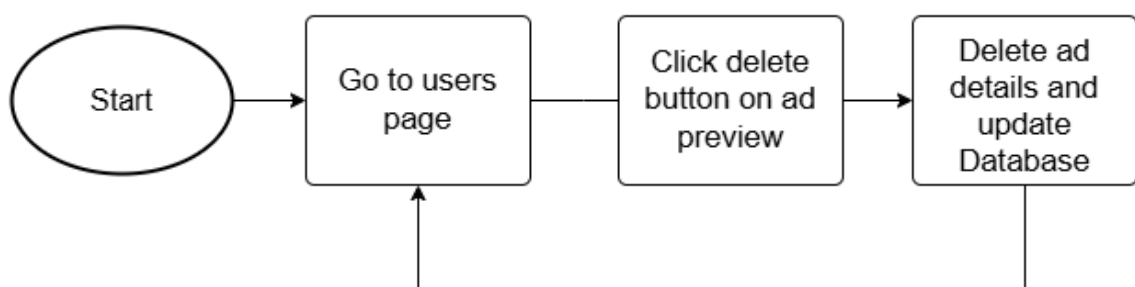 Start
Go to users
page
Click delete
button on ad
preview
Delete ad
details and
update
Database